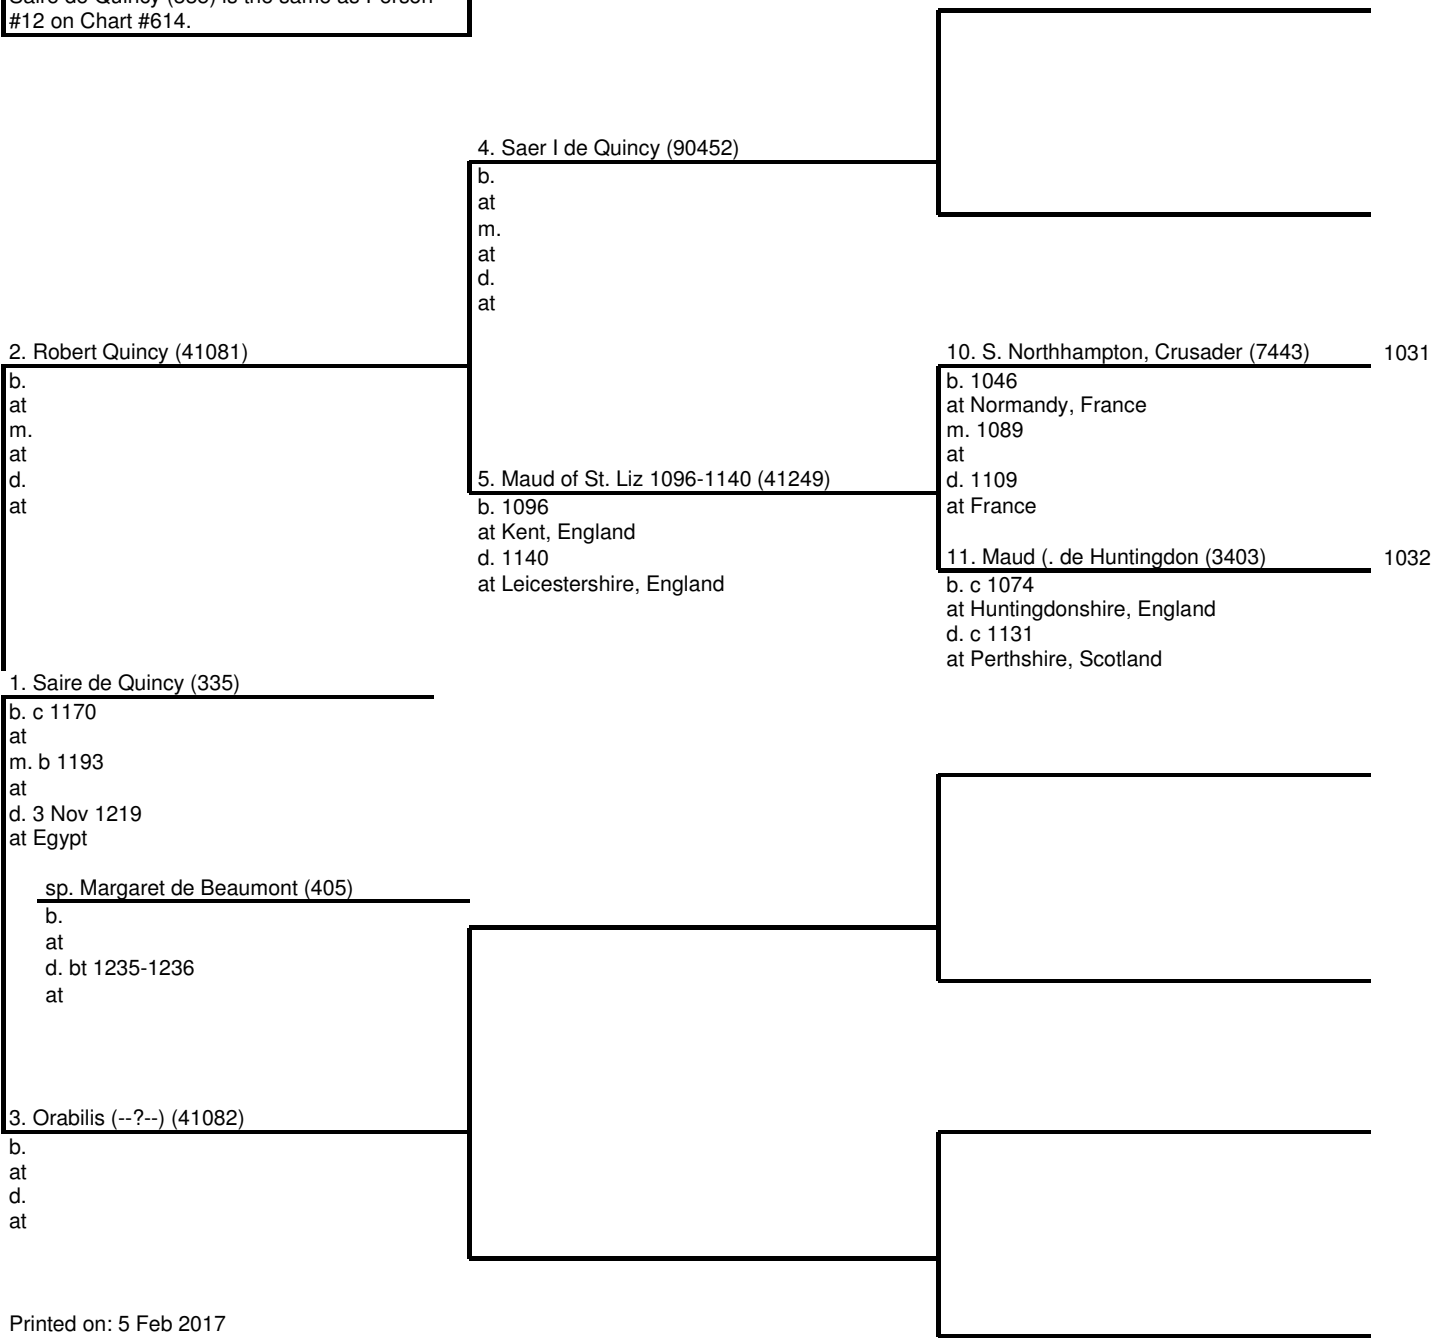 Saire de Quincy (335) is the same as Person
#12 on Chart #614.
4. Saer I de Quincy (90452)
b.
at
m.
at
d.
at
2. Robert Quincy (41081)
b.
at
m.
at
d.
at
10. S. Northhampton, Crusader (7443) 1031
b. 1046
at Normandy, France
m. 1089
at
d. 1109
at France
5. Maud of St. Liz 1096-1140 (41249)
b. 1096
at Kent, England
d. 1140
at Leicestershire, England
11. Maud (. de Huntingdon (3403) 1032
b. c 1074
at Huntingdonshire, England
d. c 1131
at Perthshire, Scotland
1. Saire de Quincy (335)
b. c 1170
at
m. b 1193
at
d. 3 Nov 1219
at Egypt
sp. Margaret de Beaumont (405)
b.
at
d. bt 1235-1236
at
3. Orabilis (--?--) (41082)
b.
at
d.
at
Printed on: 5 Feb 2017